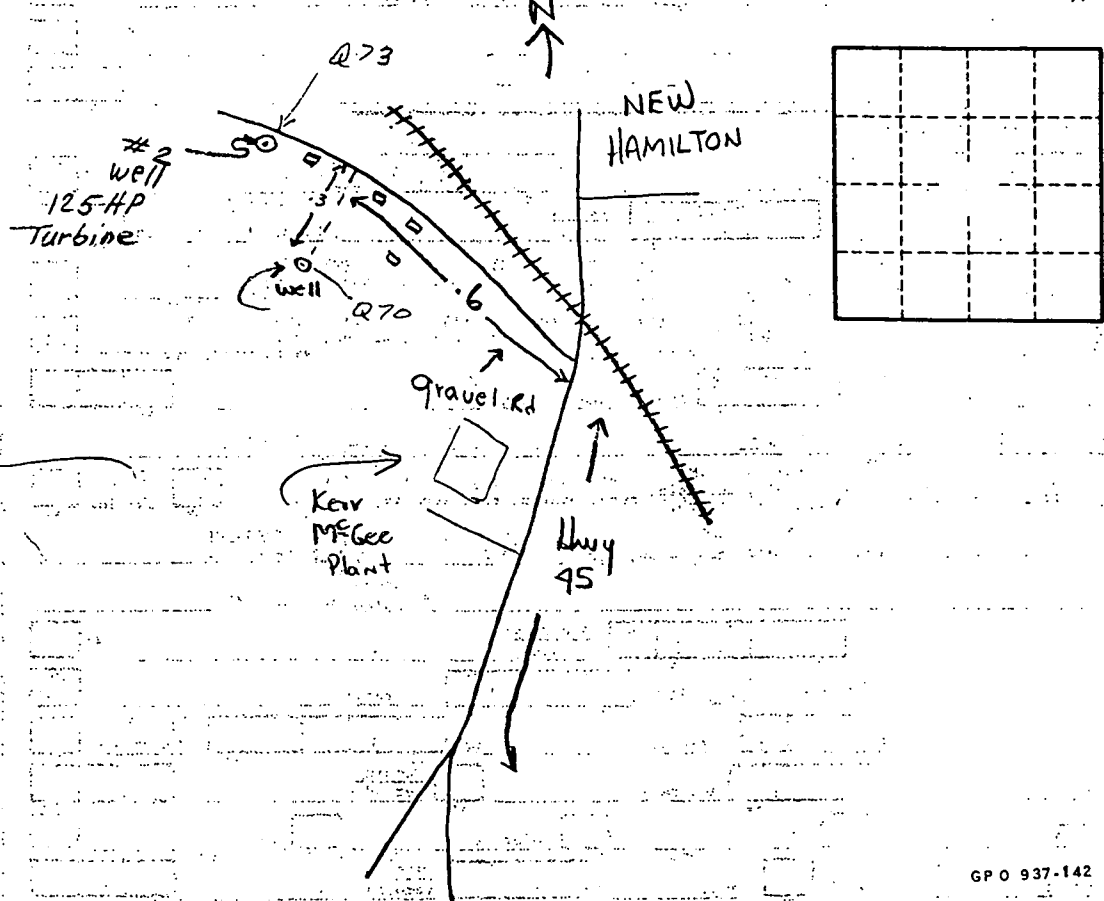 N
Q73
NEW
HAMILTON
#2
well
125-HP
Turbine
.3
well
Q70
.6
gravel Rd
Kerr
McGee
Plant
Hwy
45
GPO 937-142